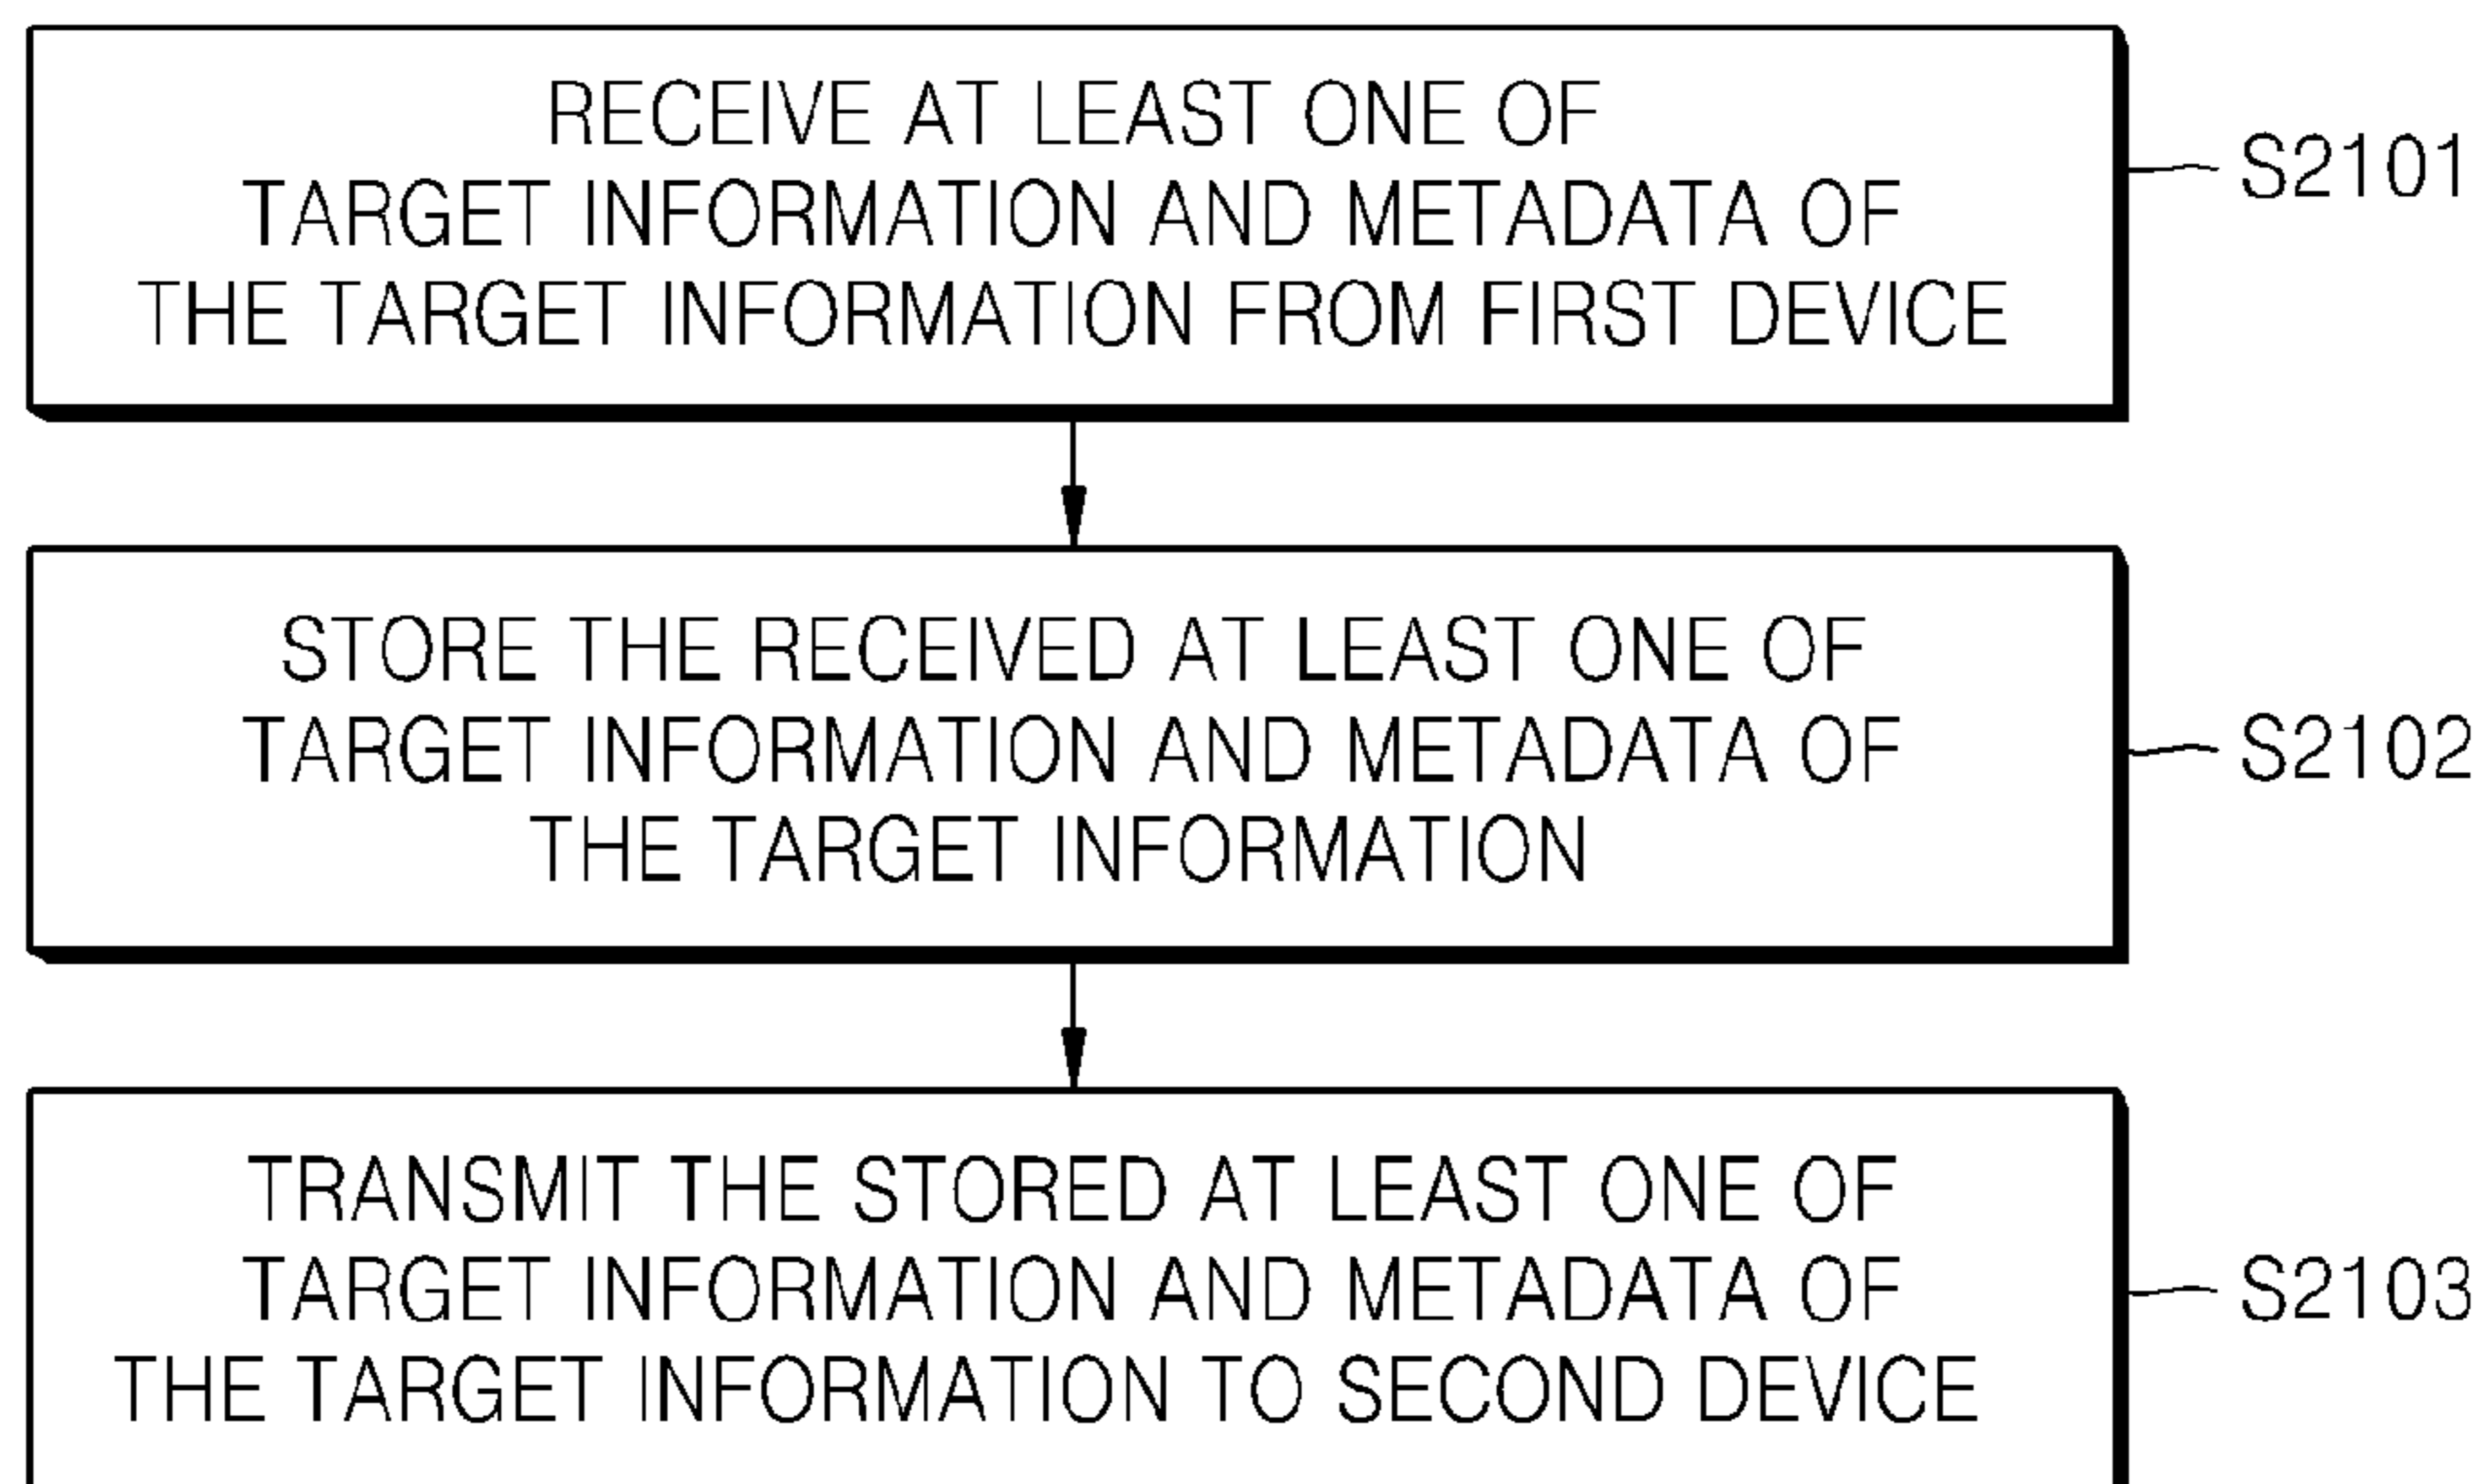 RECEIVE AT LEAST ONE OF
TARGET INFORMATION AND METADATA OF
THE TARGET INFORMATION FROM FIRST DEVICE
S2101
STORE THE RECEIVED AT LEAST ONE OF
TARGET INFORMATION AND METADATA OF
THE TARGET INFORMATION
S2102
TRANSMIT THE STORED AT LEAST ONE OF
TARGET INFORMATION AND METADATA OF
THE TARGET INFORMATION TO SECOND DEVICE
S2103